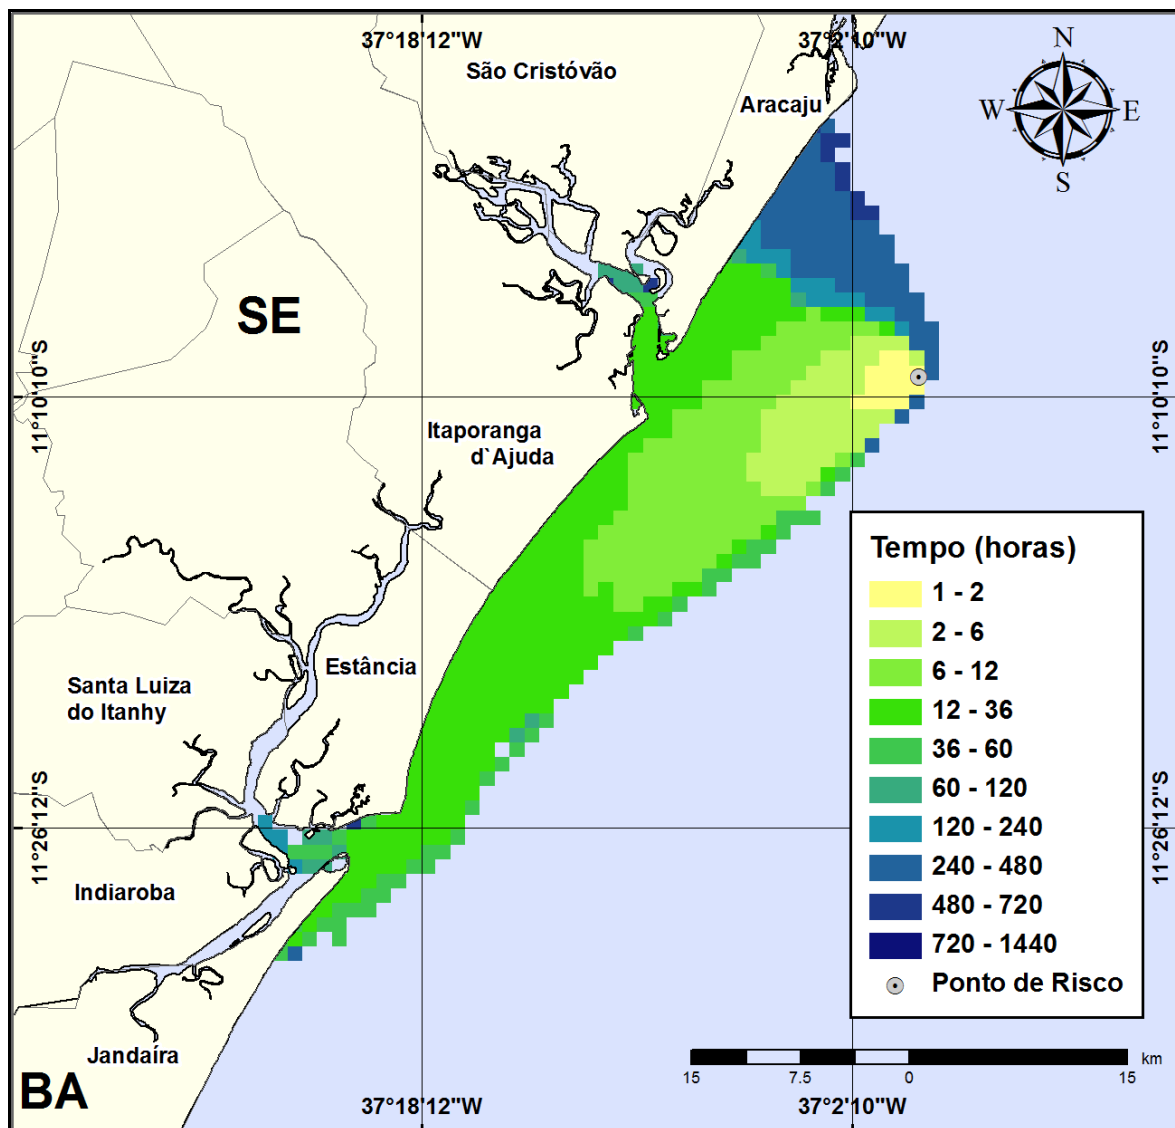 37°18'12"W
37°2'10"W
São Cristóvão
Aracaju
N
W
E
S
SE
11°10'10"S
11°10'10"S
Itaporanga
d`Ajuda
Tempo (horas)
1 - 2
2 - 6
6 - 12
12 - 36
36 - 60
60 - 120
120 - 240
240 - 480
480 - 720
720 - 1440
Ponto de Risco
Estância
Santa Luiza
do Itanhy
11°26'12"S
11°26'12"S
Indiaroba
Jandaíra
BA
km
15
7.5
0
15
37°18'12"W
37°2'10"W